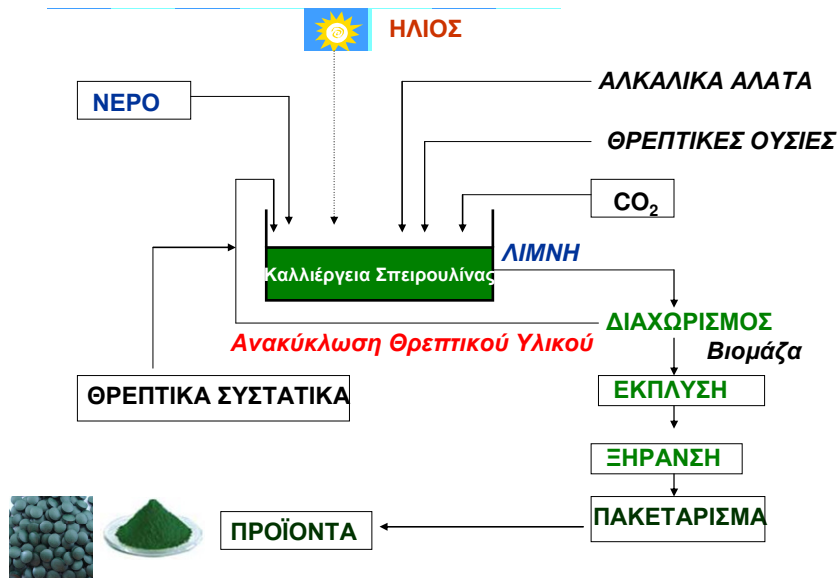 ΗΛΙΟΣ
ΝΕΡΟ
ΑΛΚΑΛΙΚΑ ΑΛΑΤΑ
ΘΡΕΠΤΙΚΕΣ ΟΥΣΙΕΣ
CO₂
ΛΙΜΝΗ
Καλλιέργεια Σπειρουλίνας
ΔΙΑΧΩΡΙΣΜΟΣ
Ανακύκλωση Θρεπτικού Υλικού
Βιομάζα
ΘΡΕΠΤΙΚΑ ΣΥΣΤΑΤΙΚΑ
ΕΚΠΛΥΣΗ
ΞΗΡΑΝΣΗ
ΠΑΚΕΤΑΡΙΣΜΑ
ΠΡΟΪΟΝΤΑ